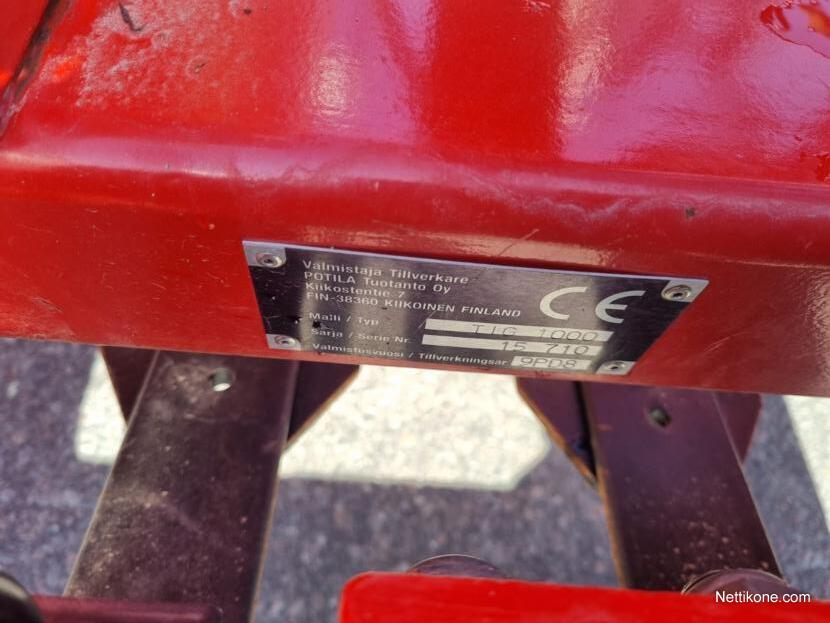 Valmistaja Tillverkare
POTILA Tuotanto Oy
Kiikostentie 7
FIN-38360 KIIKOINEN FINLAND
CE
Malli / Typ TIG 1000
Sarja / Serie Nr. 15 710
Valmistusvuosi / Tillverkningsår 9PD8
Nettikone.com